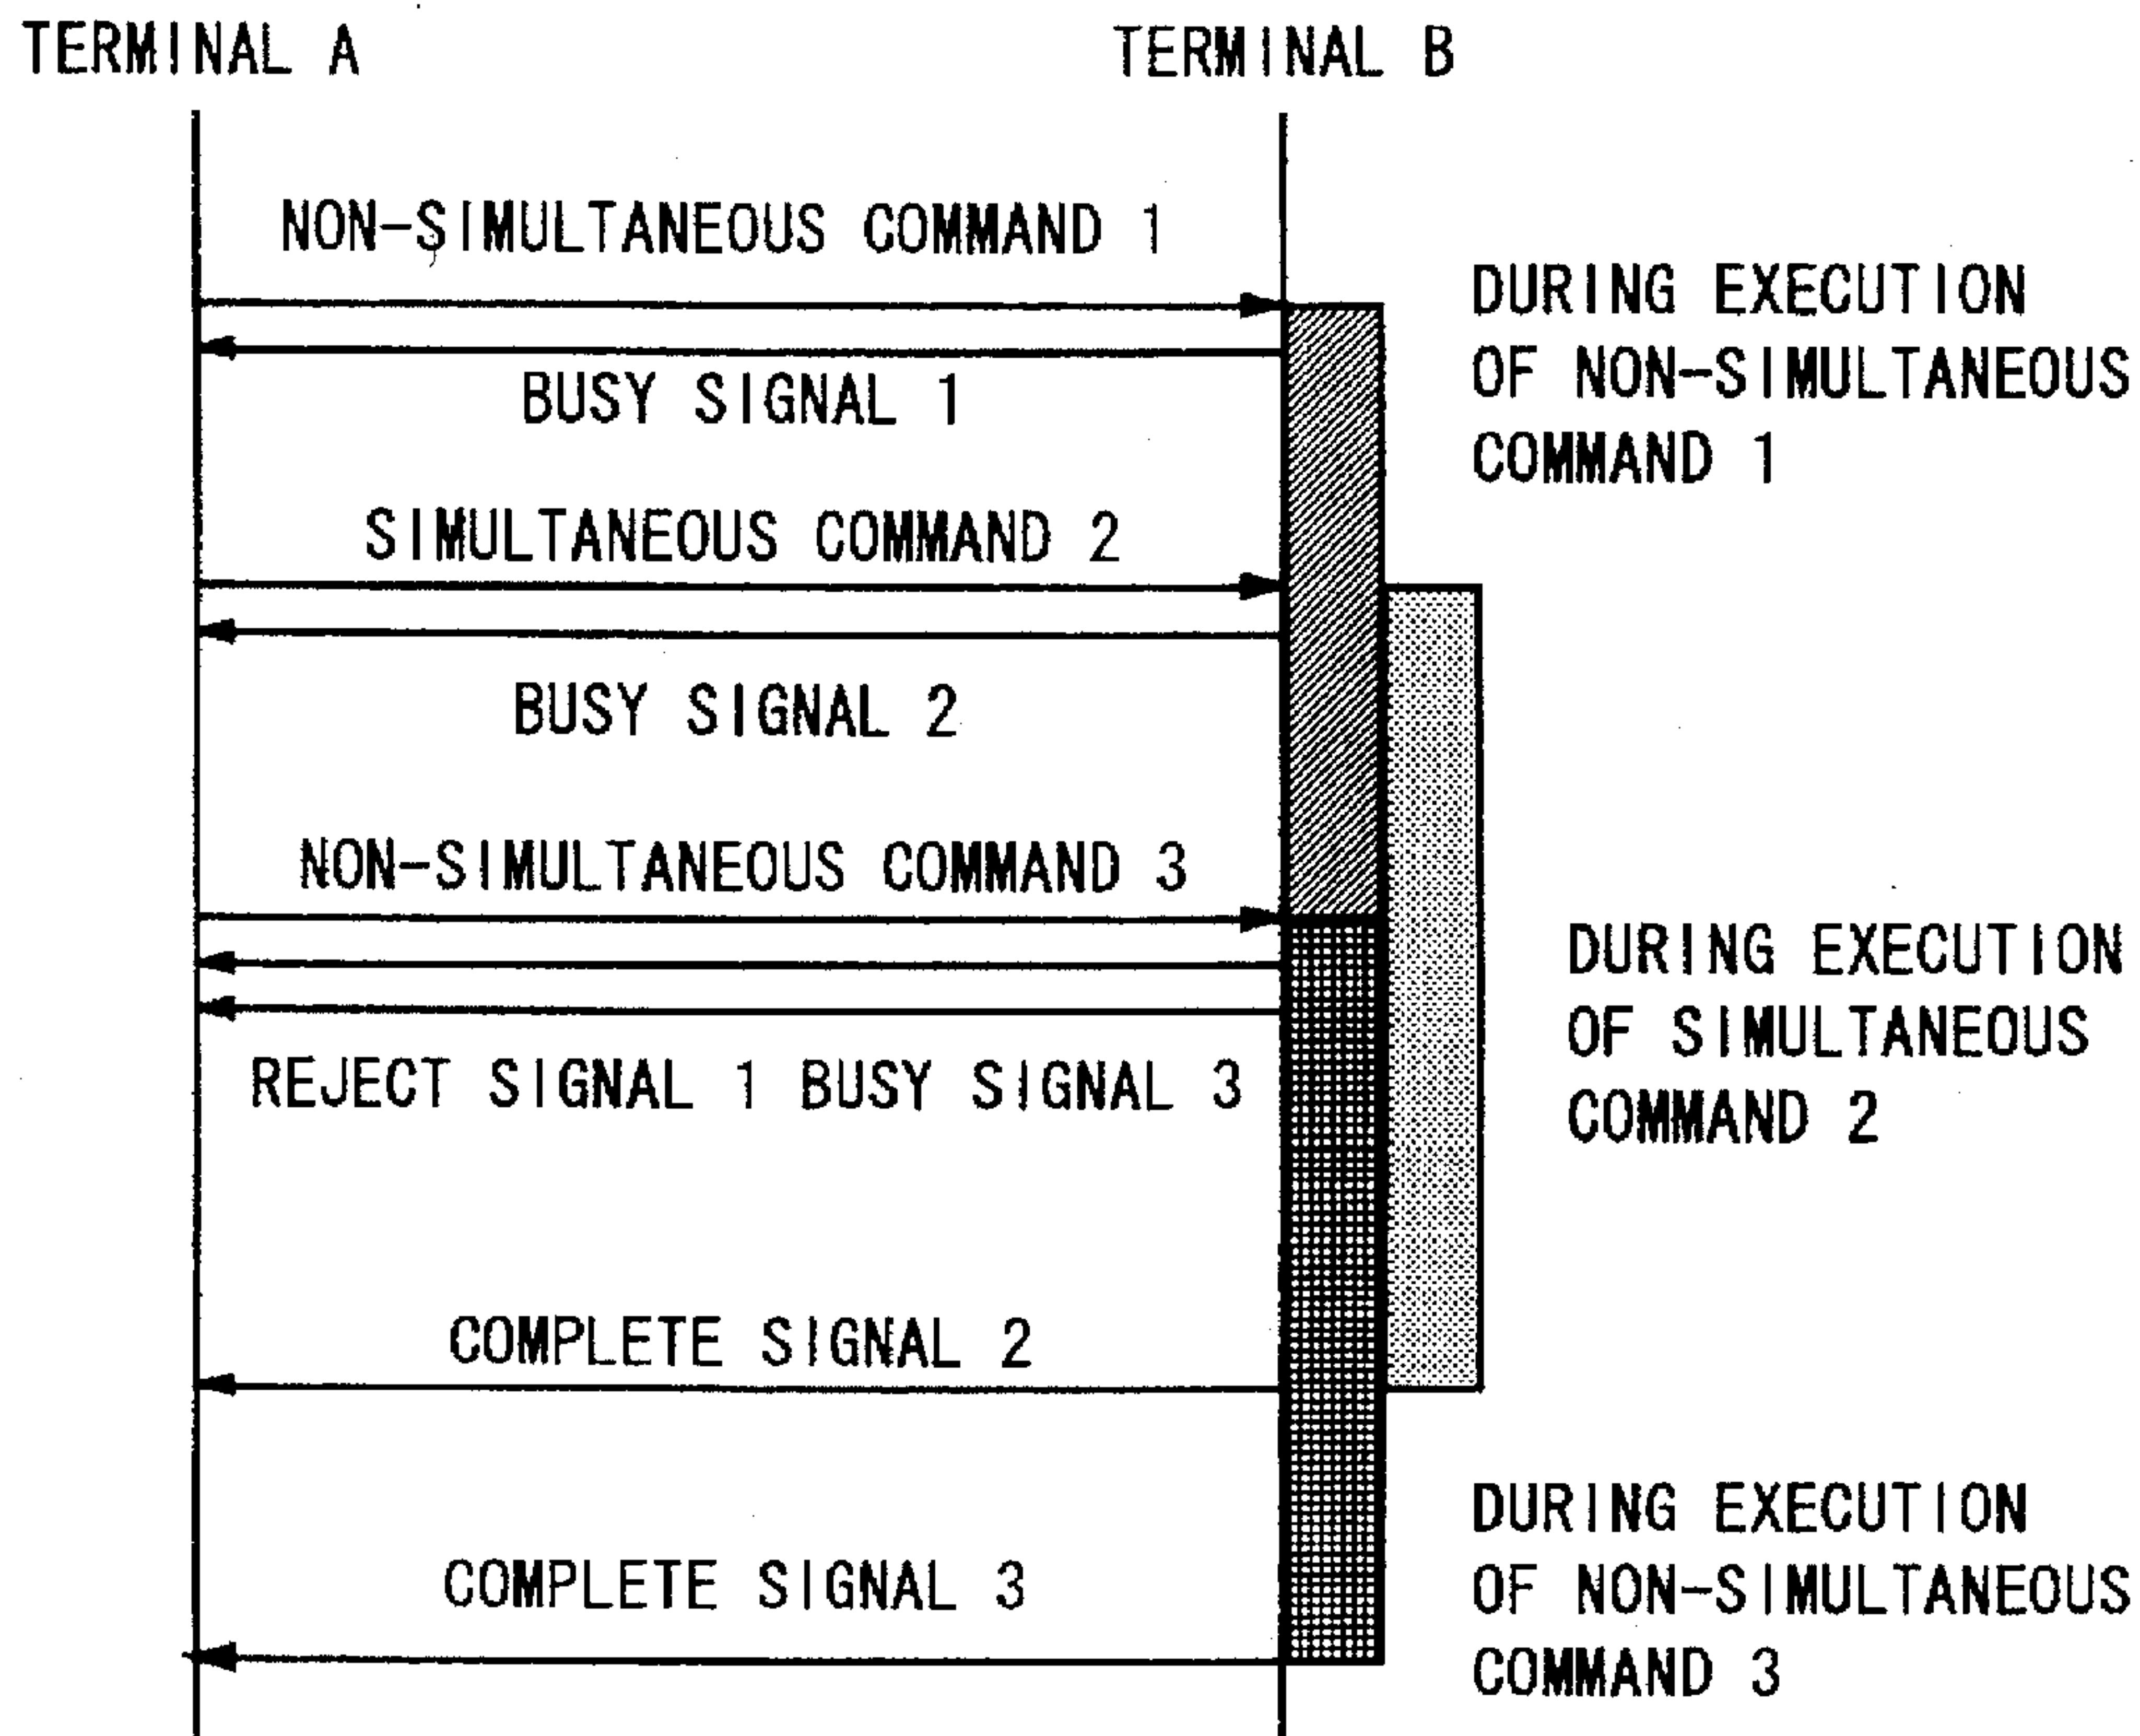 TERMINAL A
TERMINAL B
NON-SIMULTANEOUS COMMAND 1
DURING EXECUTION
OF NON-SIMULTANEOUS
COMMAND 1
BUSY SIGNAL 1
SIMULTANEOUS COMMAND 2
BUSY SIGNAL 2
NON-SIMULTANEOUS COMMAND 3
DURING EXECUTION
OF SIMULTANEOUS
COMMAND 2
REJECT SIGNAL 1 BUSY SIGNAL 3
COMPLETE SIGNAL 2
DURING EXECUTION
OF NON-SIMULTANEOUS
COMMAND 3
COMPLETE SIGNAL 3